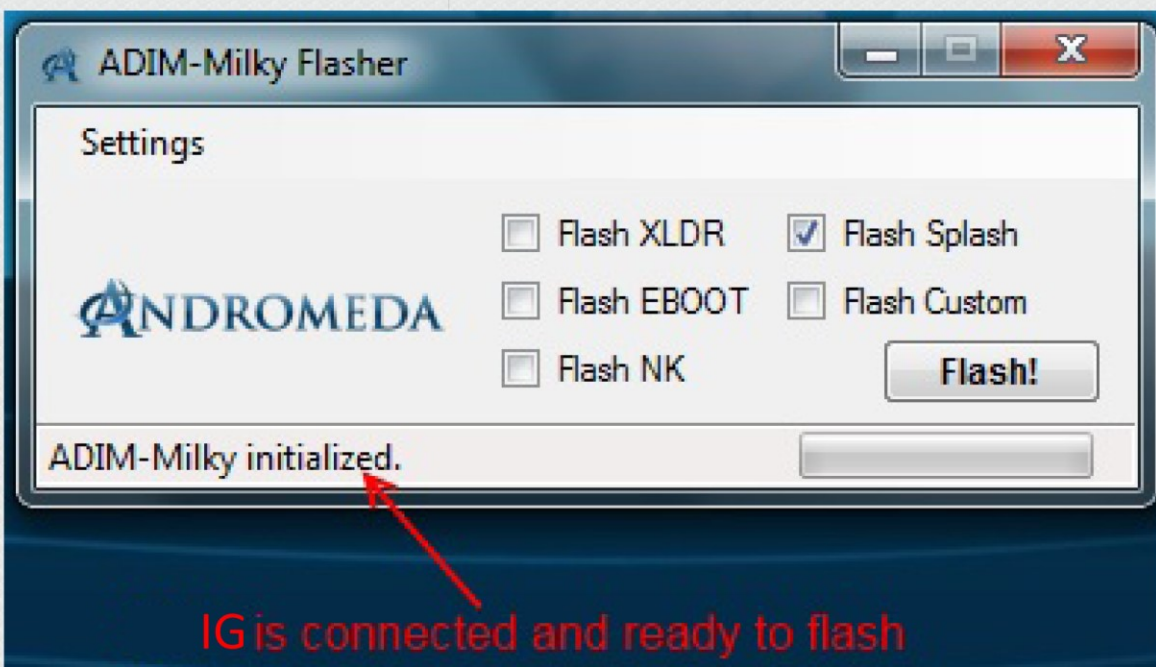 ADIM-Milky Flasher
Settings
Flash XLDR
Flash Splash
Flash EBOOT
Flash Custom
ANDROMEDA
Flash NK
Flash!
ADIM-Milky initialized.
IG is connected and ready to flash